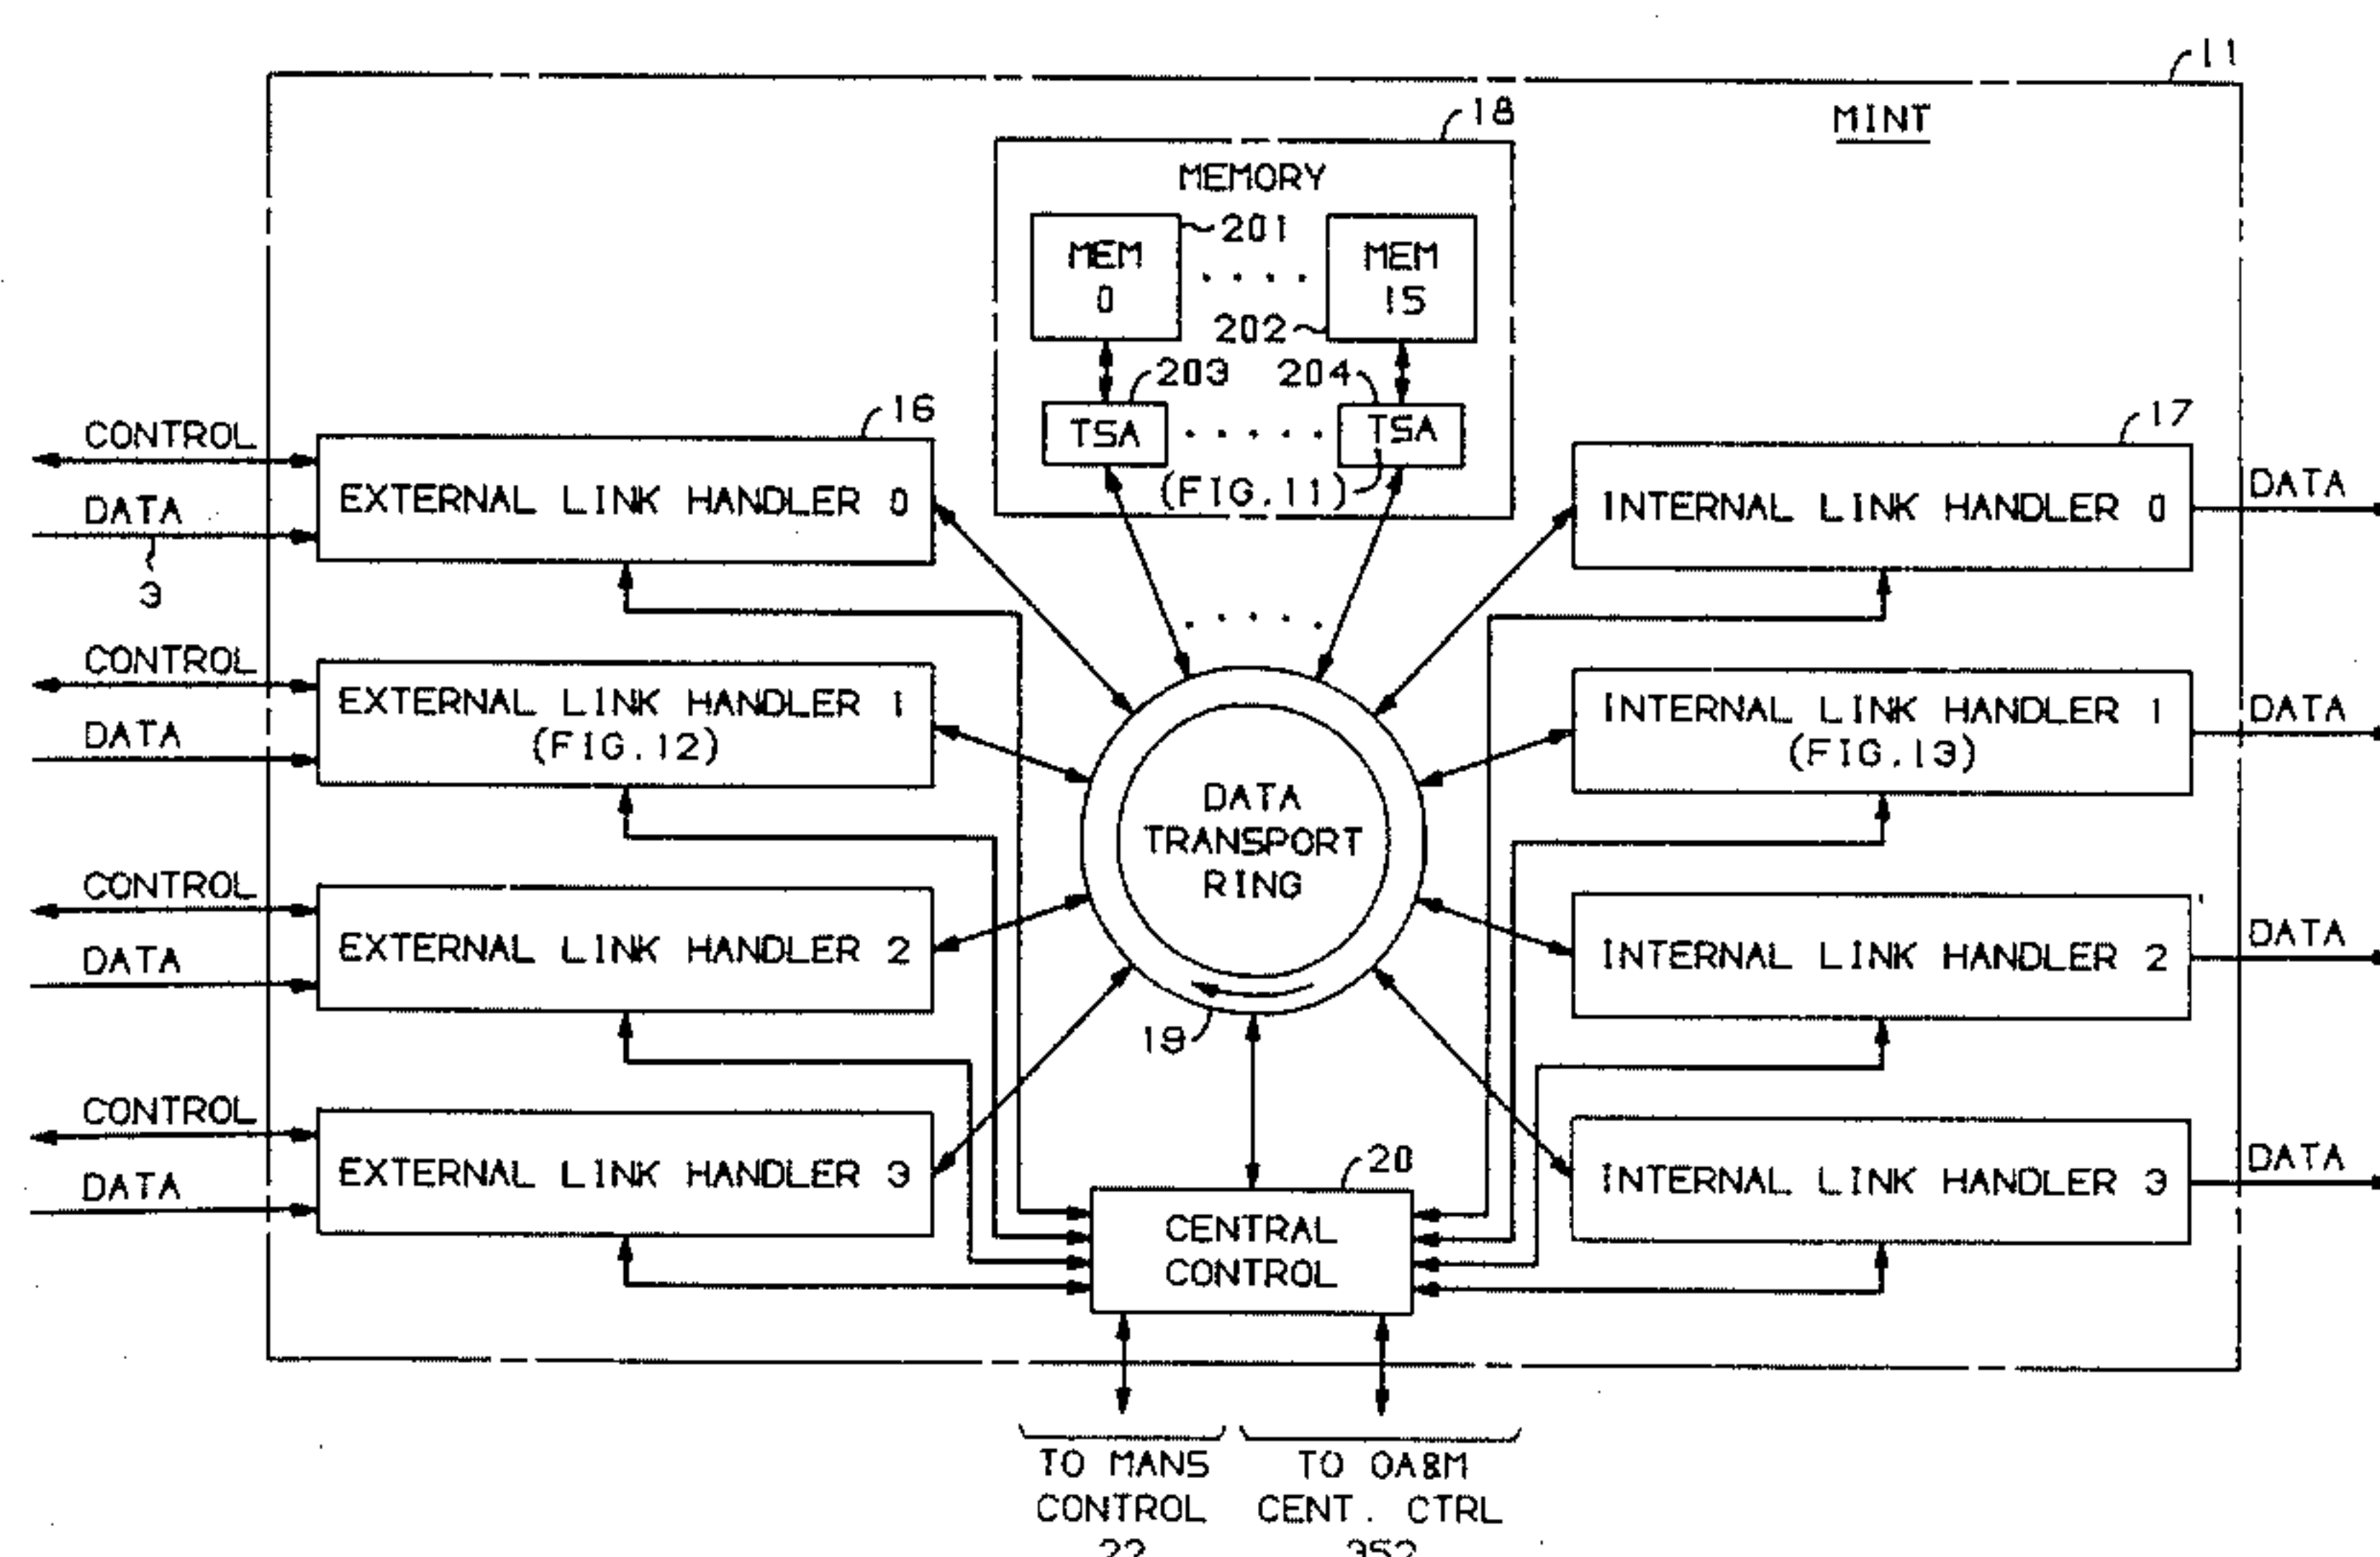 11
MINT
18
MEMORY
MEM
0
201
MEM
15
202
203
204
TSA
TSA
(FIG.11)
CONTROL
DATA
3
16
EXTERNAL LINK HANDLER 0
17
INTERNAL LINK HANDLER 0
DATA
CONTROL
DATA
EXTERNAL LINK HANDLER 1
(FIG.12)
INTERNAL LINK HANDLER 1
(FIG.13)
DATA
DATA
TRANSPORT
RING
19
CONTROL
DATA
EXTERNAL LINK HANDLER 2
INTERNAL LINK HANDLER 2
DATA
CONTROL
DATA
EXTERNAL LINK HANDLER 3
INTERNAL LINK HANDLER 3
DATA
20
CENTRAL
CONTROL
TO MANS
CONTROL
22
TO OA&M
CENT. CTRL
352